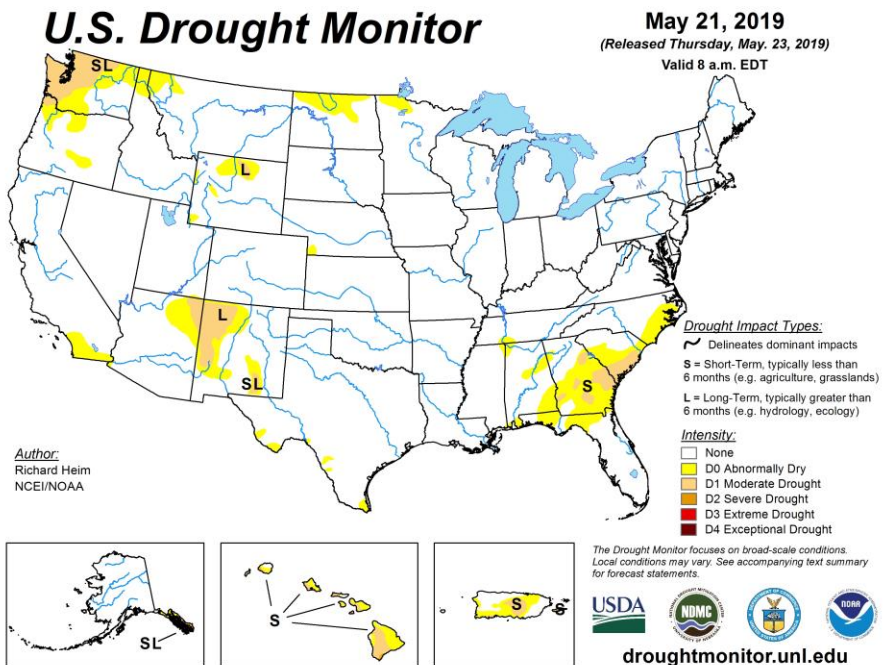 U.S. Drought Monitor
May 21, 2019
(Released Thursday, May. 23, 2019)
Valid 8 a.m. EDT
SL
L
L
SL
S
Drought Impact Types:
Delineates dominant impacts
S = Short-Term, typically less than
6 months (e.g. agriculture, grasslands)
L = Long-Term, typically greater than
6 months (e.g. hydrology, ecology)
Intensity:
None
D0 Abnormally Dry
D1 Moderate Drought
D2 Severe Drought
D3 Extreme Drought
D4 Exceptional Drought
Author:
Richard Heim
NCEI/NOAA
SL
S
S
The Drought Monitor focuses on broad-scale conditions.
Local conditions may vary. See accompanying text summary
for forecast statements.
USDA
NDMC
NOAA
droughtmonitor.unl.edu